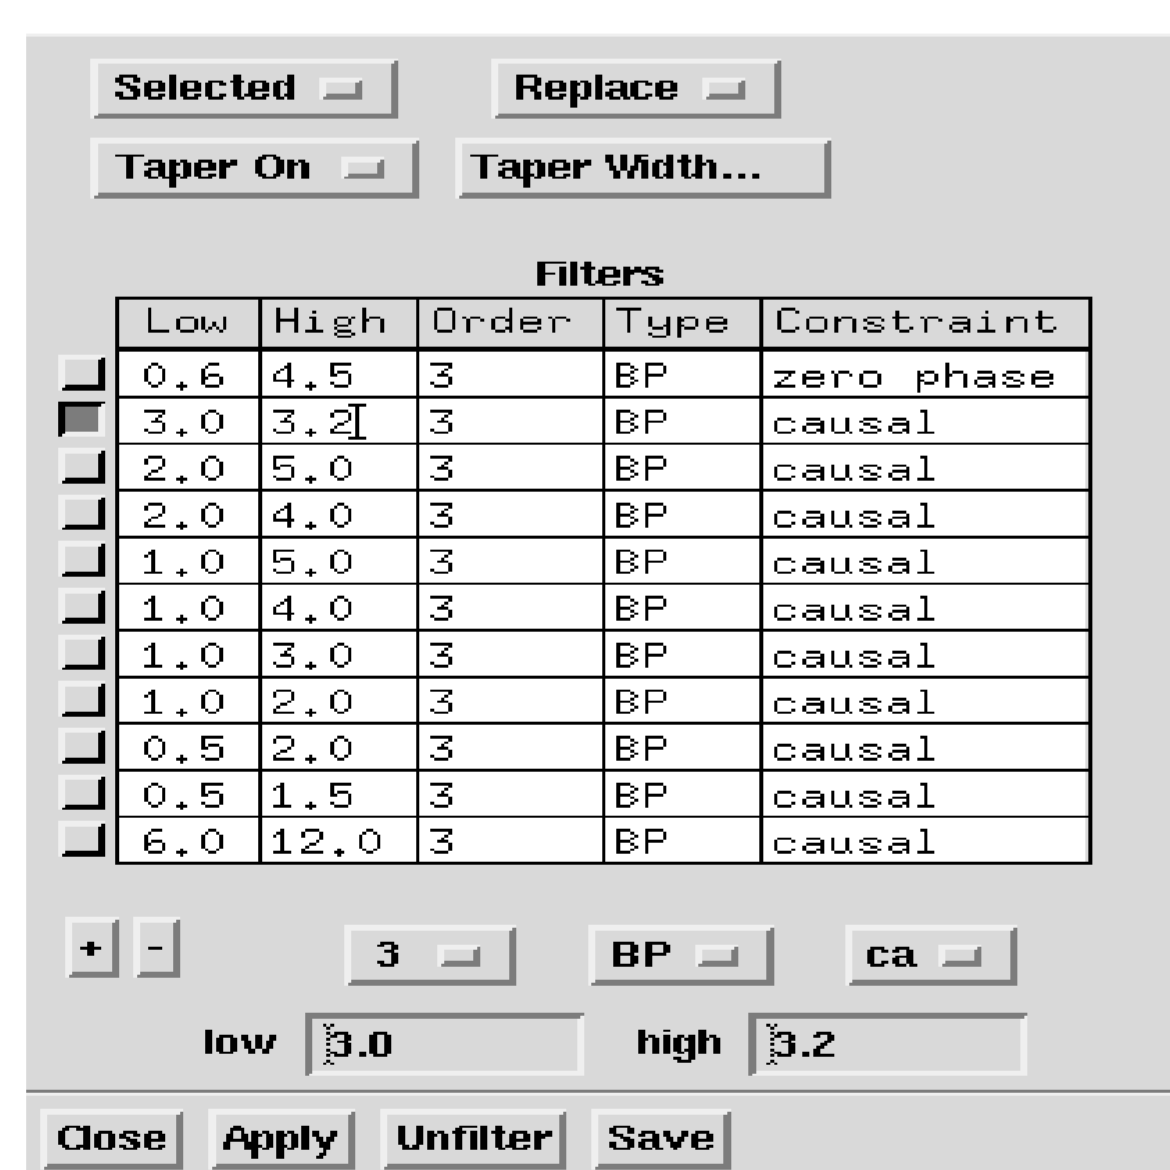 Selected Replace
Taper On Taper Width...
Filters
Low High Order Type Constraint
0.6 4.5 3 BP zero phase
3.0 3.2 3 BP causal
2.0 5.0 3 BP causal
2.0 4.0 3 BP causal
1.0 5.0 3 BP causal
1.0 4.0 3 BP causal
1.0 3.0 3 BP causal
1.0 2.0 3 BP causal
0.5 2.0 3 BP causal
0.5 1.5 3 BP causal
6.0 12.0 3 BP causal
+ - 3 BP ca
low 3.0 high 3.2
Close Apply Unfilter Save